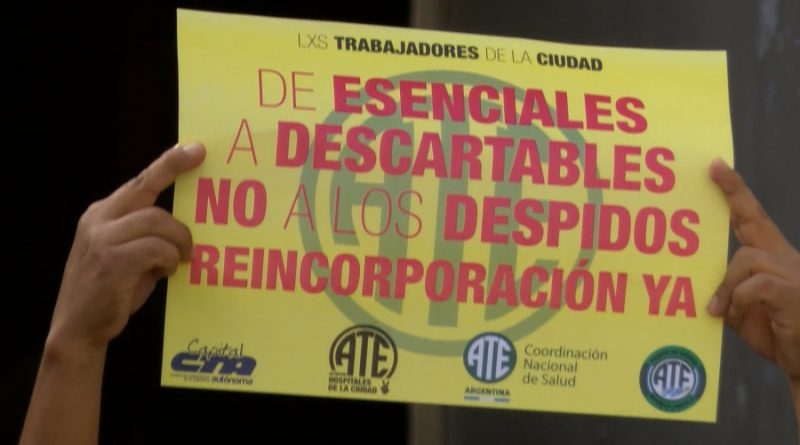 LXS TRABAJADORES DE LA CIUDAD
DE ESENCIALES
A DESCARTABLES
NO A LOS DESPIDOS
REINCORPORACIÓN YA
ATE
Capital
CTA
autónoma
ATE
HOSPITALES
DE LA CIUDAD
ATE
ARGENTINA
Coordinación
Nacional
de Salud
ATE